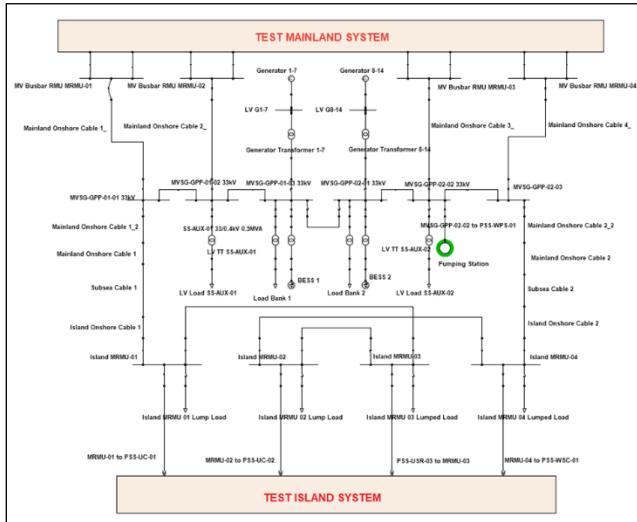 TEST MAINLAND SYSTEM
MV Busbar RMU MRMU-01
MV Busbar RMU MRMU-02
Generator 1-7
Generator 8-14
MV Busbar RMU MRMU-03
MV Busbar RMU MRMU-04
LV G1-7
LV G8-14
Mainland Onshore Cable 1_
Mainland Onshore Cable 2_
Mainland Onshore Cable 3_
Mainland Onshore Cable 4_
Generator Transformer 1-7
Generator Transformer 8-14
MVSG-GPP-01-01 33kV
MVSG-GPP-01-02 33kV
MVSG-GPP-01-03 33kV
MVSG-GPP-02-01 33kV
MVSG-GPP-02-02 33kV
MVSG-GPP-02-03
Mainland Onshore Cable 1_2
SS-AUX-01 33/0.4kV 0.5MVA
MVSG-GPP-02-02 to PSS-WPS-01
Mainland Onshore Cable 2_2
Mainland Onshore Cable 1
LV TT SS-AUX-01
LV TT SS-AUX-02
Mainland Onshore Cable 2
Pumping Station
Subsea Cable 1
LV Load SS-AUX-01
Load Bank 1
BESS 1
Load Bank 2
BESS 2
LV Load SS-AUX-02
Subsea Cable 2
Island Onshore Cable 1
Island Onshore Cable 2
Island MRMU-01
Island MRMU-02
Island MRMU-03
Island MRMU-04
Island MRMU 01 Lump Load
Island MRMU 02 Lump Load
Island MRMU 03 Lumped Load
Island MRMU 04 Lumped Load
MRMU-01 to PSS-UC-01
MRMU-02 to PSS-UC-02
PSS-USR-03 to MRMU-03
MRMU-04 to PSS-WSC-01
TEST ISLAND SYSTEM